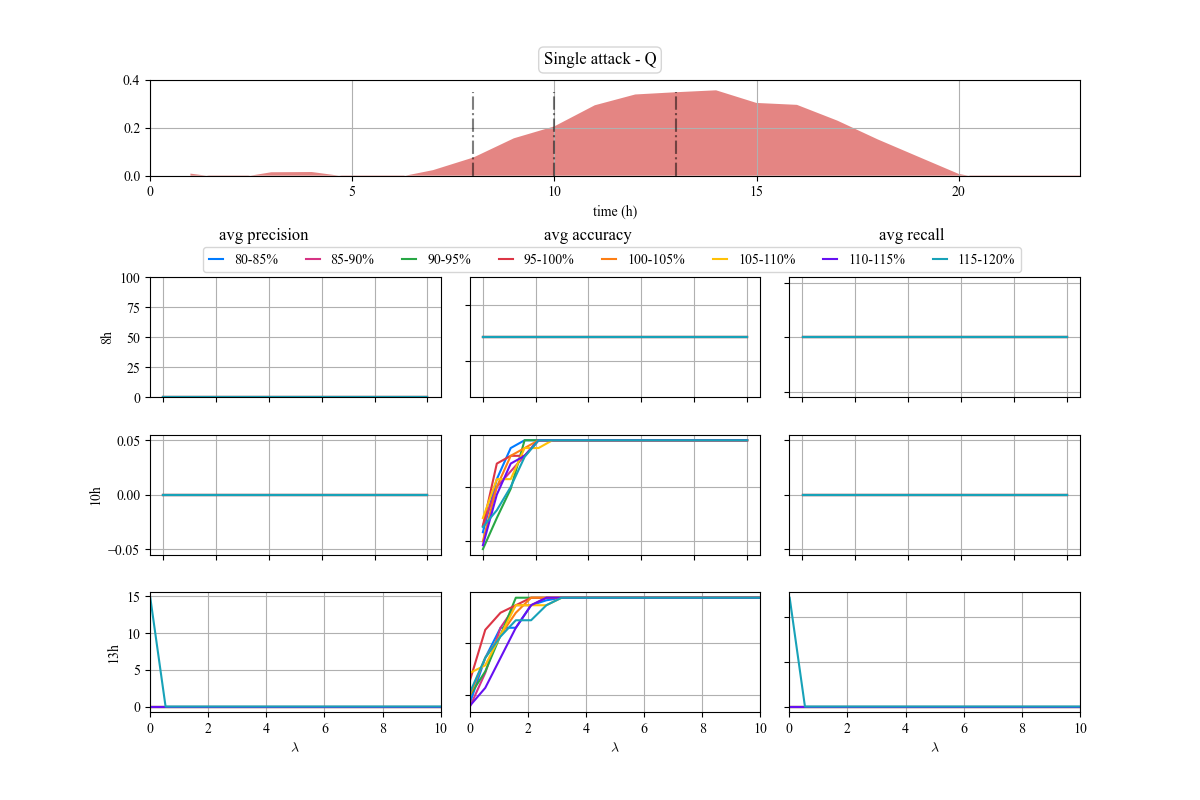 Single attack - Q
0.4
0.2
0.0
0 5 10 15 20
time (h)
avg precision avg accuracy avg recall
80-85% 85-90% 90-95% 95-100% 100-105% 105-110% 110-115% 115-120%
100
75
50
25
0
8h
0.05
0.00
−0.05
10h
15
10
5
0
13h
0 2 4 6 8 10 0 2 4 6 8 10 0 2 4 6 8 10
λ λ λ